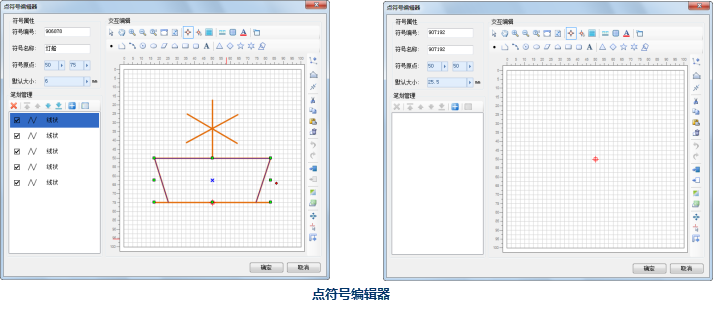 点符号编辑器
符号属性
符号编号: 906070
符号名称: 灯船
符号原点: 50 75
默认大小: 6 mm
笔划管理
线状
线状
线状
线状
线状
交互编辑
确定 取消
点符号编辑器
符号属性
符号编号: 907192
符号名称: 907192
符号原点: 50 50
默认大小: 25.5 mm
笔划管理
交互编辑
确定 取消
点符号编辑器